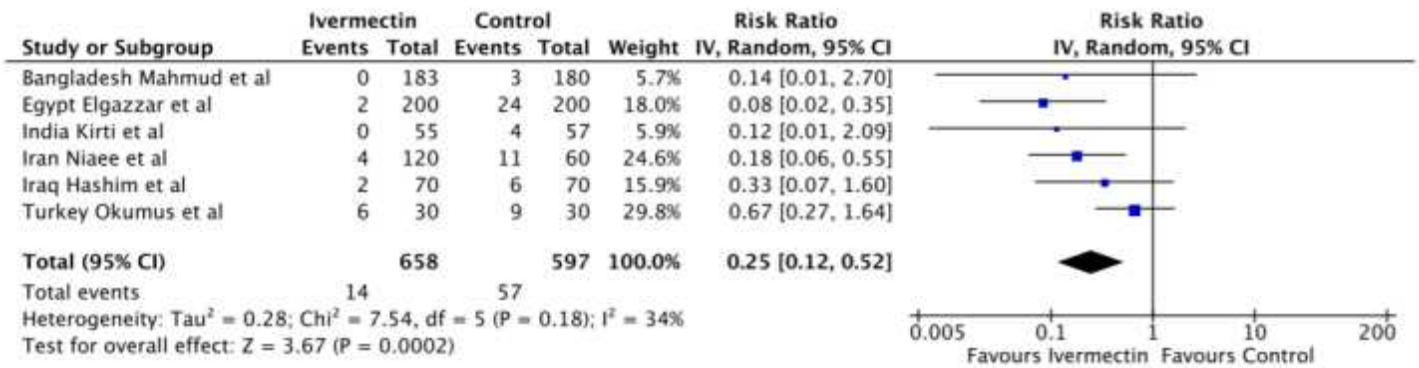 Ivermectin Control Risk Ratio Risk Ratio
Study or Subgroup Events Total Events Total Weight IV, Random, 95% CI IV, Random, 95% CI
Bangladesh Mahmud et al 0 183 3 180 5.7% 0.14 [0.01, 2.70]
Egypt Elgazzar et al 2 200 24 200 18.0% 0.08 [0.02, 0.35]
India Kirti et al 0 55 4 57 5.9% 0.12 [0.01, 2.09]
Iran Niaee et al 4 120 11 60 24.6% 0.18 [0.06, 0.55]
Iraq Hashim et al 2 70 6 70 15.9% 0.33 [0.07, 1.60]
Turkey Okumus et al 6 30 9 30 29.8% 0.67 [0.27, 1.64]
Total (95% CI) 658 597 100.0% 0.25 [0.12, 0.52]
Total events 14 57
Heterogeneity: Tau² = 0.28; Chi² = 7.54, df = 5 (P = 0.18); I² = 34%
Test for overall effect: Z = 3.67 (P = 0.0002)
0.005 0.1 1 10 200
Favours Ivermectin Favours Control